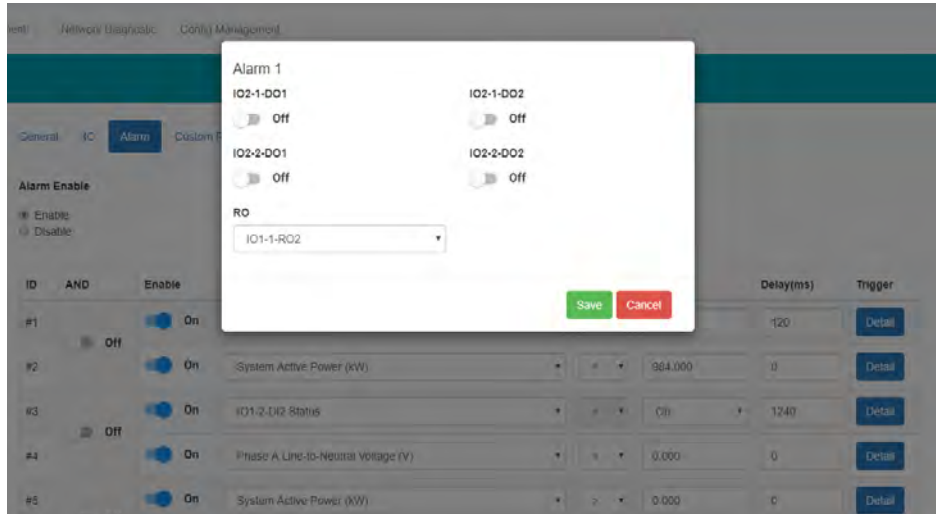 Network Diagnostic Config Management
Alarm 1
IO2-1-DO1 IO2-1-DO2
Off Off
IO2-2-DO1 IO2-2-DO2
Off Off
RO
IO1-1-RO2
Save Cancel
General IO Alarm Custom
Alarm Enable
Enable
Disable
ID AND Enable Delay(ms) Trigger
#1 On 120 Detail
Off
#2 On System Active Power (kW) 984.000 0 Detail
#3 On IO1-2-DI2 Status On 1240 Detail
Off
#4 On Phase A Line-to-Neutral Voltage (V) 0.000 0 Detail
#5 On System Active Power (kW) > 0.000 0 Detail